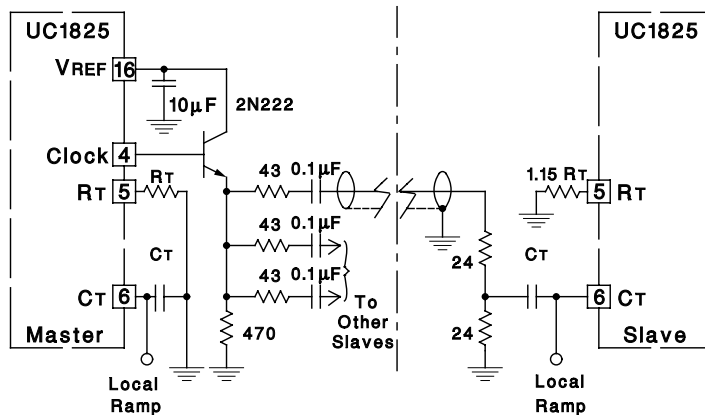 UC1825
VREF 16
10µF
2N222
Clock 4
RT 5
RT
43 0.1µF
43 0.1µF
43 0.1µF
CT
CT 6
470
To
Other
Slaves
Master
Local
Ramp
UC1825
1.15 RT
5 RT
24
CT
6 CT
24
Slave
Local
Ramp